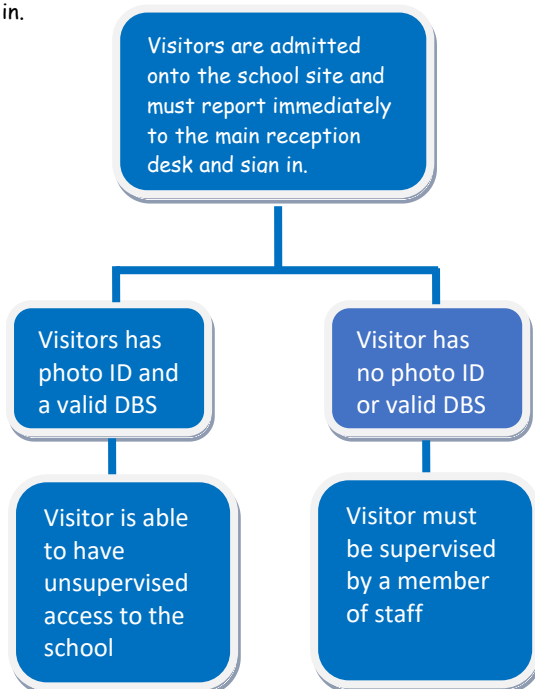 in.
Visitors are admitted
onto the school site and
must report immediately
to the main reception
desk and sian in.
Visitors has
photo ID and
a valid DBS
Visitor has
no photo ID
or valid DBS
Visitor is able
to have
unsupervised
access to the
school
Visitor must
be supervised
by a member
of staff